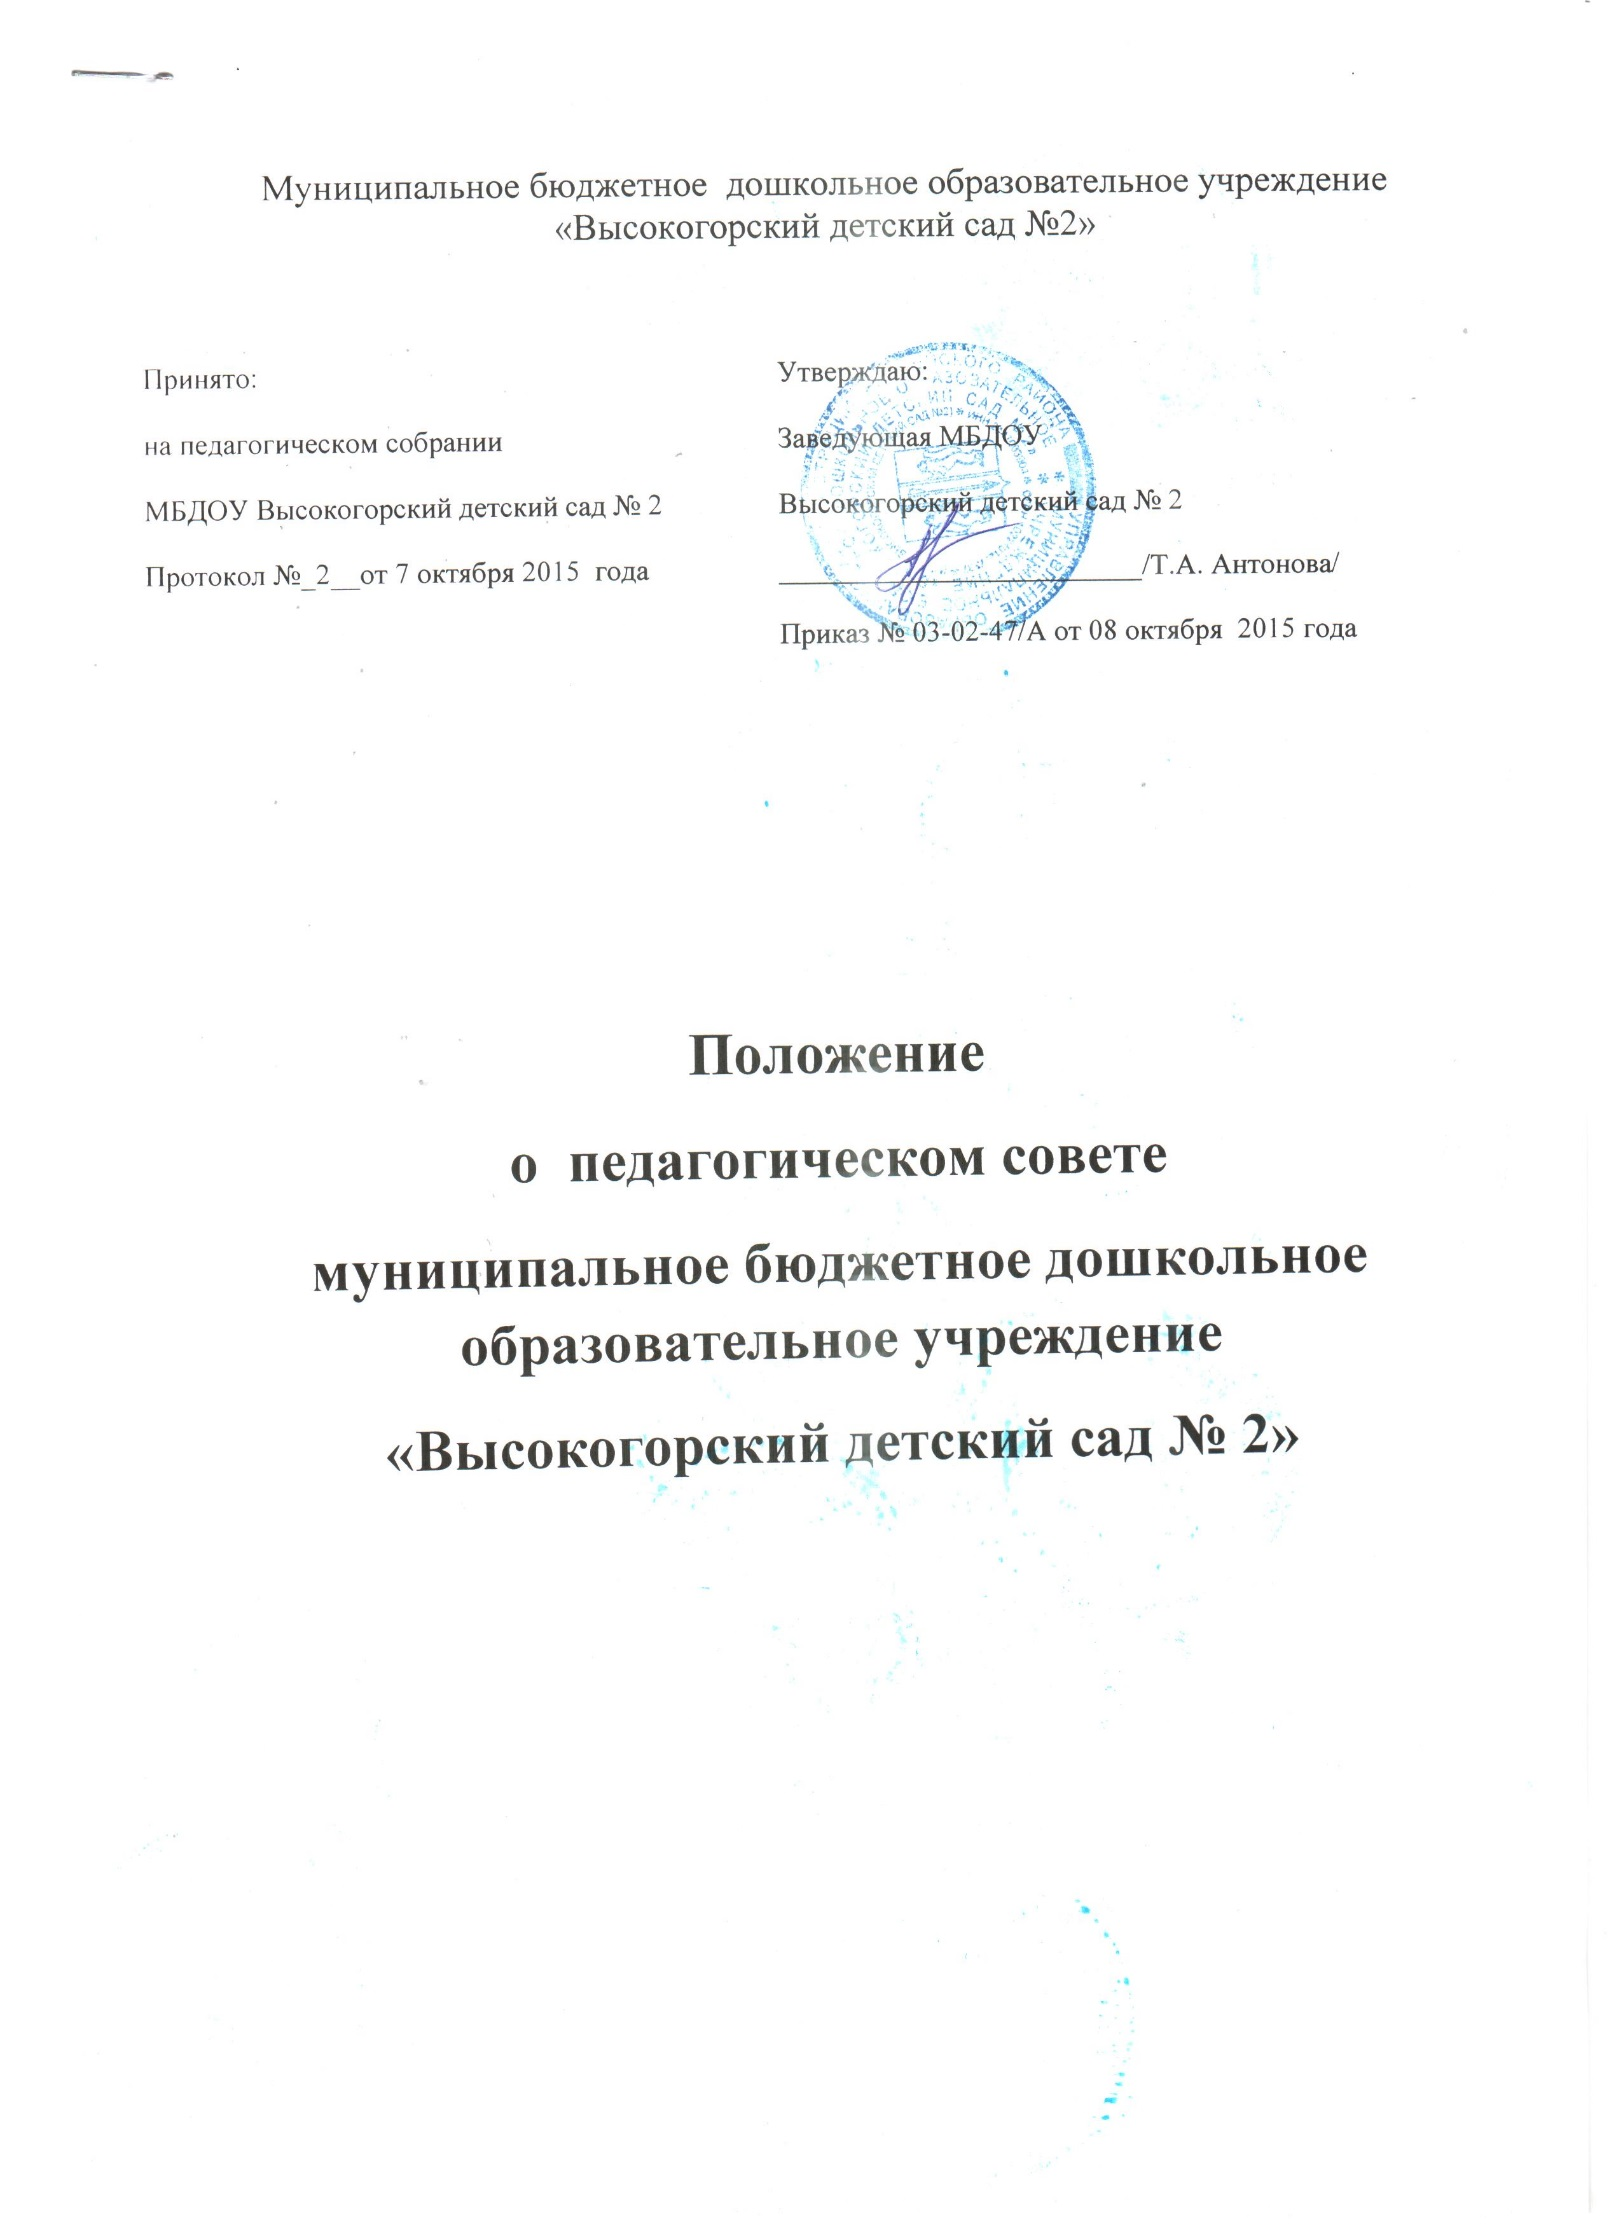 Муниципальное бюджетное дошкольное образовательное учреждение
«Высокогорский детский сад №2»
Принято:
на педагогическом собрании
МБДОУ Высокогорский детский сад № 2
Протокол №_2__от 7 октября 2015 года
Утверждаю:
Заведующая МБДОУ
Высокогорский детский сад № 2
/Т.А. Антонова/
Приказ № 03-02-47/А от 08 октября 2015 года
Положение
о педагогическом совете
муниципальное бюджетное дошкольное
образовательное учреждение
«Высокогорский детский сад № 2»